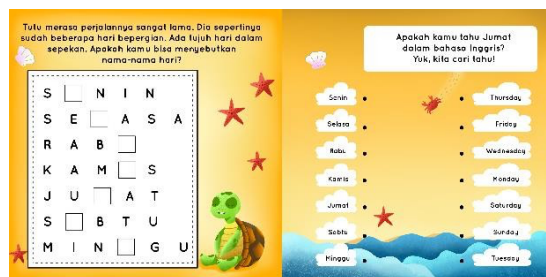 Tutu merasa perjalannya sangat lama. Dia sepertinya
sudah beberapa hari bepergian. Ada tujuh hari dalam
sepekan. Apakah kamu bisa menyebutkan
nama-nama hari?
S □ N I N
S E □ A S A
R A B □
K A M □ S
J U □ A T
S □ B T U
M I N □ G U
Apakah kamu tahu Jumat
dalam bahasa Inggris?
Yuk, kita cari tahu!
Senin Thursday
Selasa Friday
Rabu Wednesday
Kamis Monday
Jumat Saturday
Sabtu Sunday
Minggu Tuesday